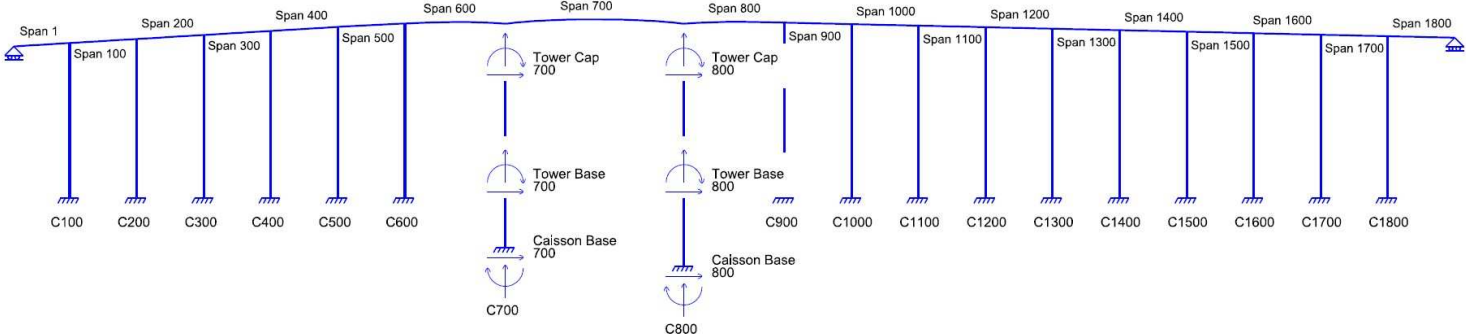 Span 1
Span 100
Span 200
Span 300
Span 400
Span 500
Span 600
Span 700
Span 800
Span 900
Span 1000
Span 1100
Span 1200
Span 1300
Span 1400
Span 1500
Span 1600
Span 1700
Span 1800
Tower Cap
700
Tower Cap
800
Tower Base
700
Tower Base
800
Caisson Base
700
Caisson Base
800
C100
C200
C300
C400
C500
C600
C700
C800
C900
C1000
C1100
C1200
C1300
C1400
C1500
C1600
C1700
C1800